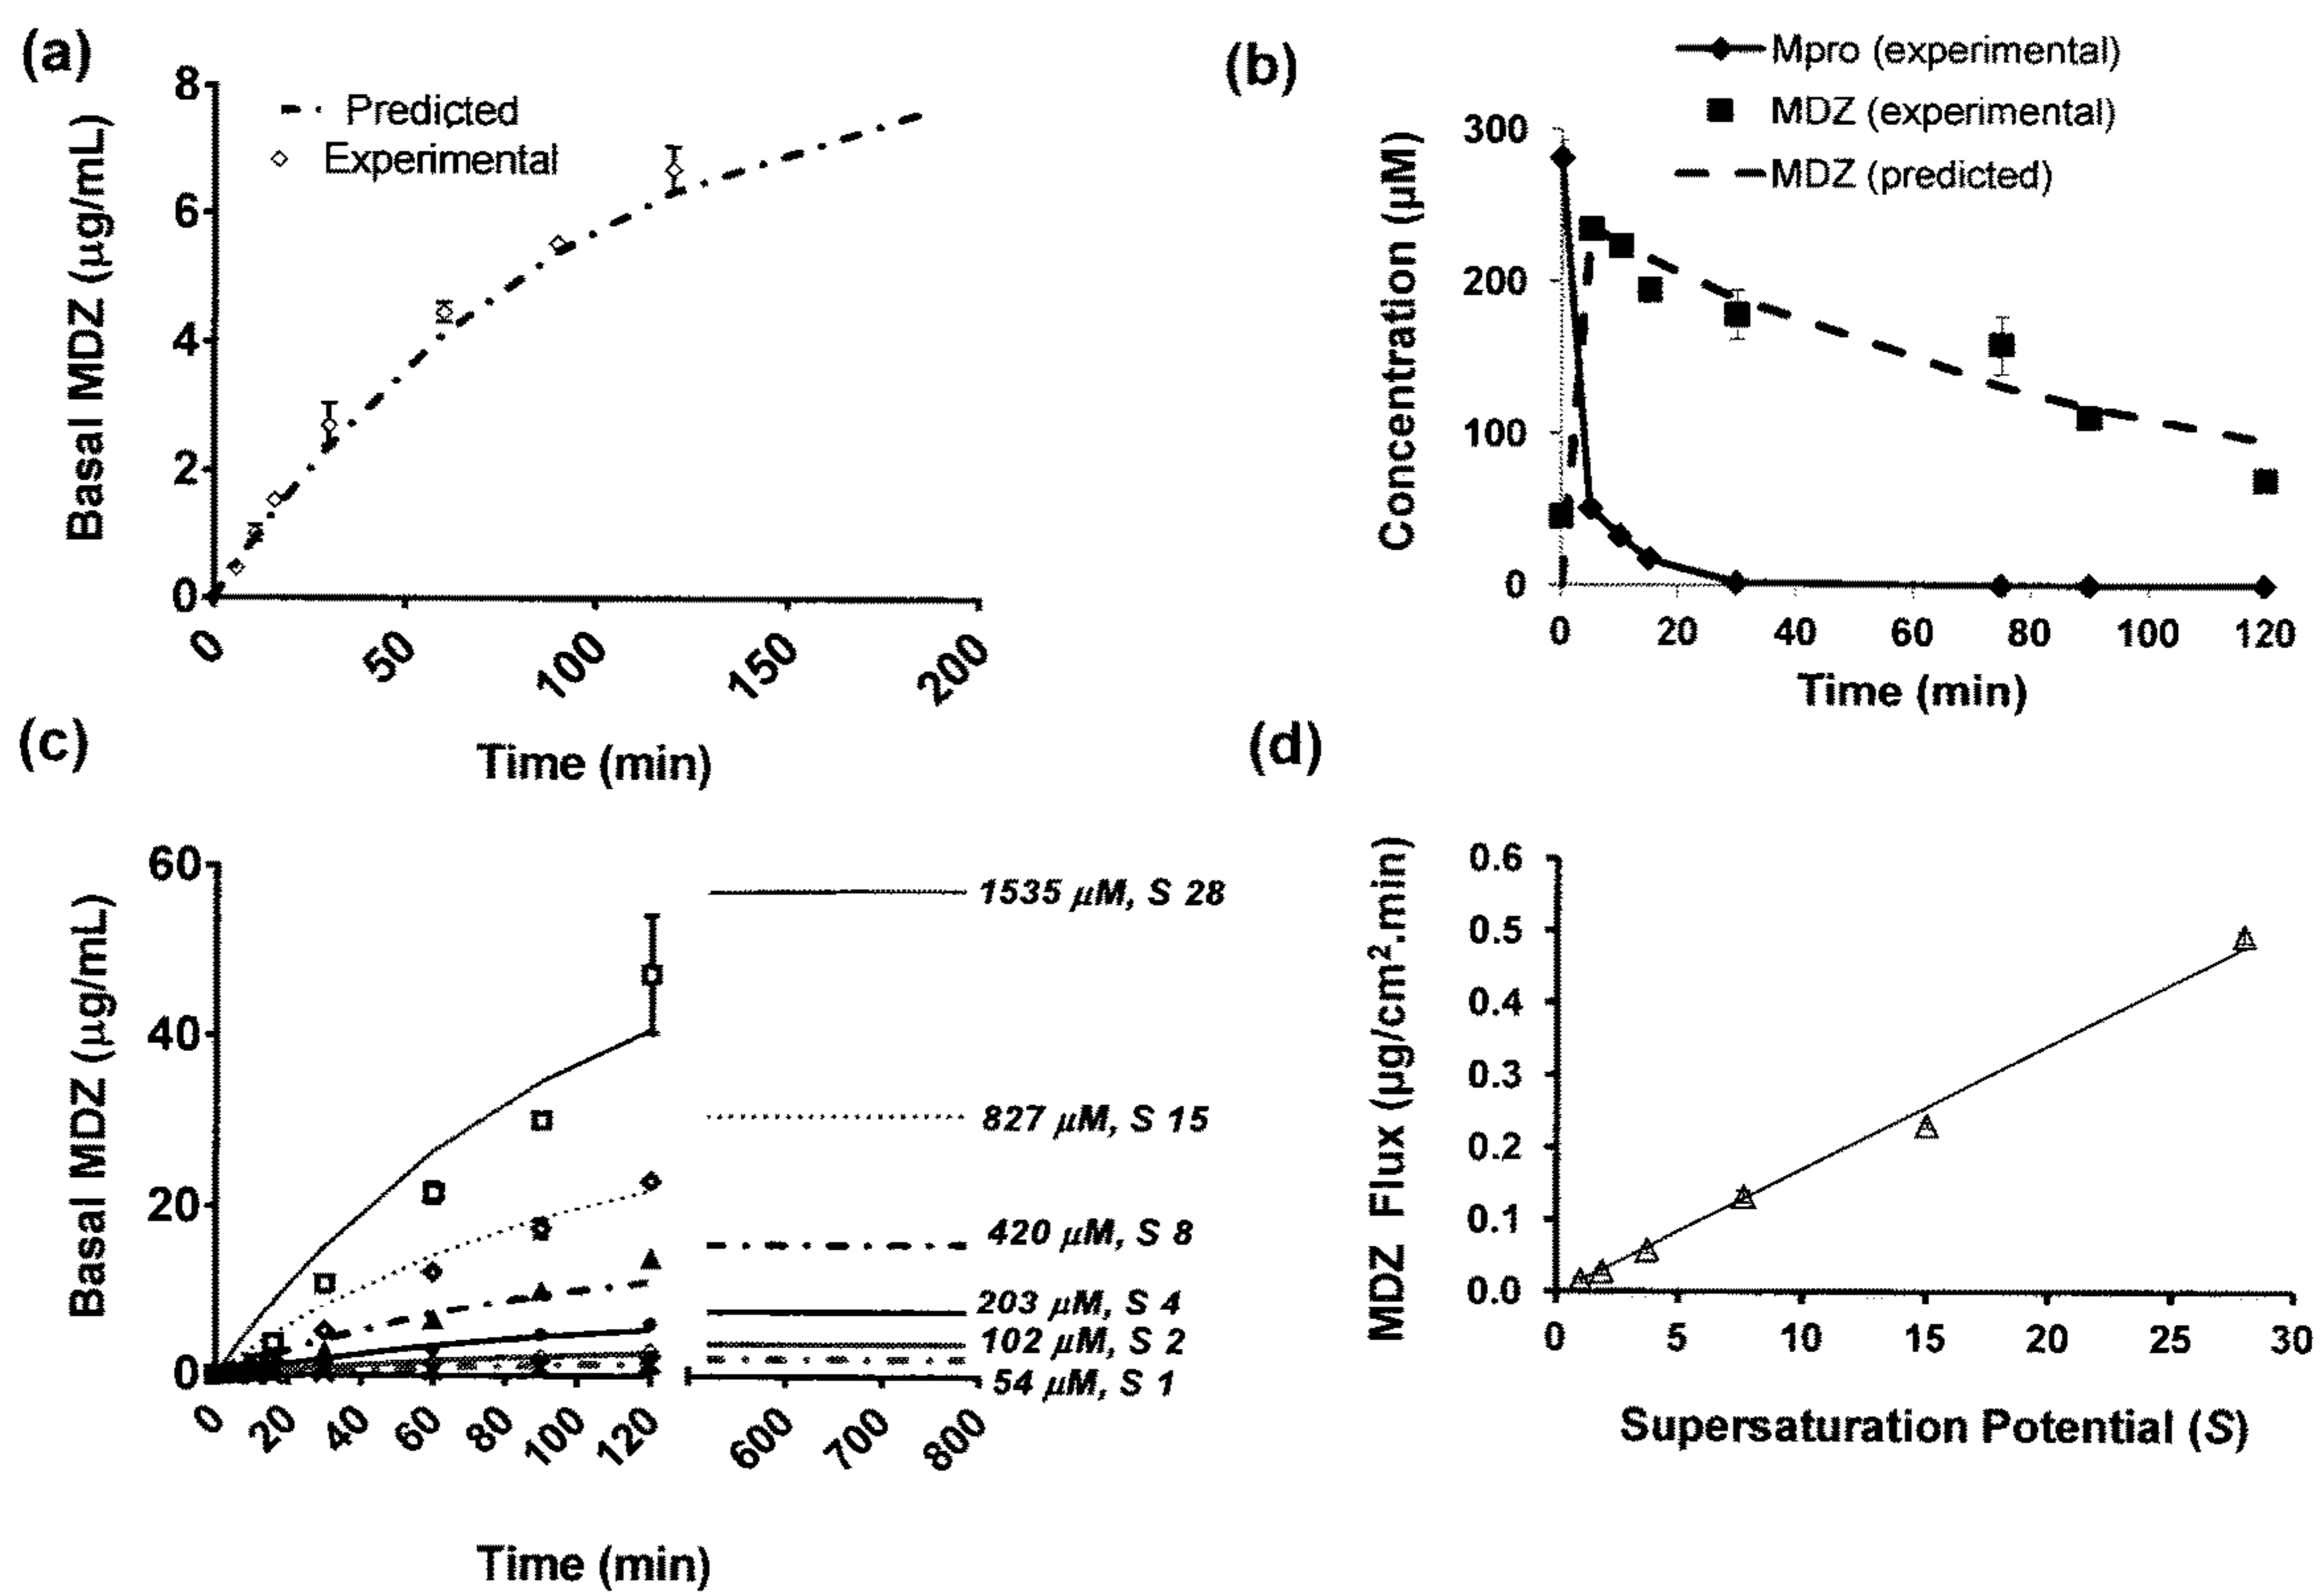 (a)
8
6
4
2
0
Basal MDZ (µg/mL)
Predicted
Experimental
0
50
100
150
200
Time (min)
(b)
Mpro (experimental)
MDZ (experimental)
MDZ (predicted)
300
200
100
0
Concentration (µM)
0
20
40
60
80
100
120
Time (min)
(c)
60
40
20
0
Basal MDZ (µg/mL)
1535 µM, S 28
827 µM, S 15
420 µM, S 8
203 µM, S 4
102 µM, S 2
54 µM, S 1
0
20
40
60
80
100
120
600
700
800
Time (min)
(d)
0.6
0.5
0.4
0.3
0.2
0.1
0.0
MDZ Flux (µg/cm².min)
0
5
10
15
20
25
30
Supersaturation Potential (S)